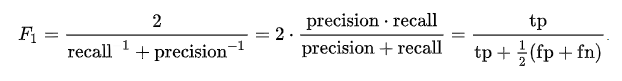 F₁ = 2 / (recall ¹ + precision⁻¹) = 2 · (precision · recall) / (precision + recall) = tp / (tp + ½(fp + fn)).